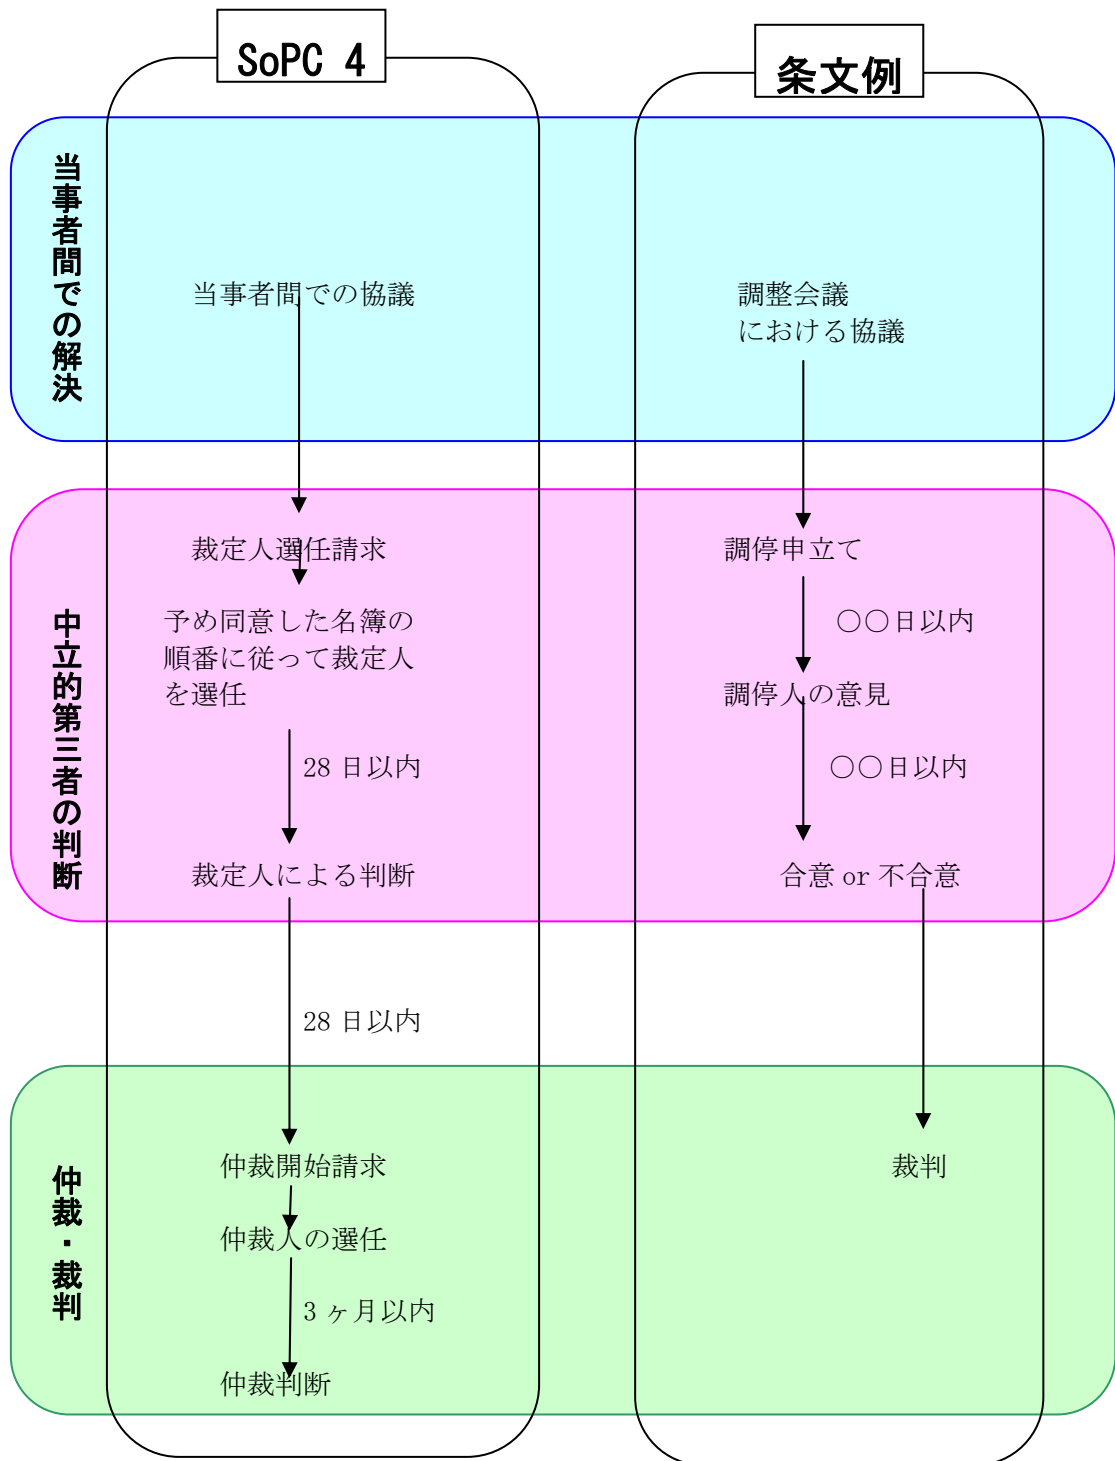 SoPC 4
条文例
当事者間での解決
当事者間での協議
調整会議
における協議
中立的第三者の判断
裁定人選任請求
予め同意した名簿の
順番に従って裁定人
を選任
28 日以内
裁定人による判断
調停申立て
〇〇日以内
調停人の意見
〇〇日以内
合意 or 不合意
28 日以内
仲裁・裁判
仲裁開始請求
仲裁人の選任
3 ヶ月以内
仲裁判断
裁判